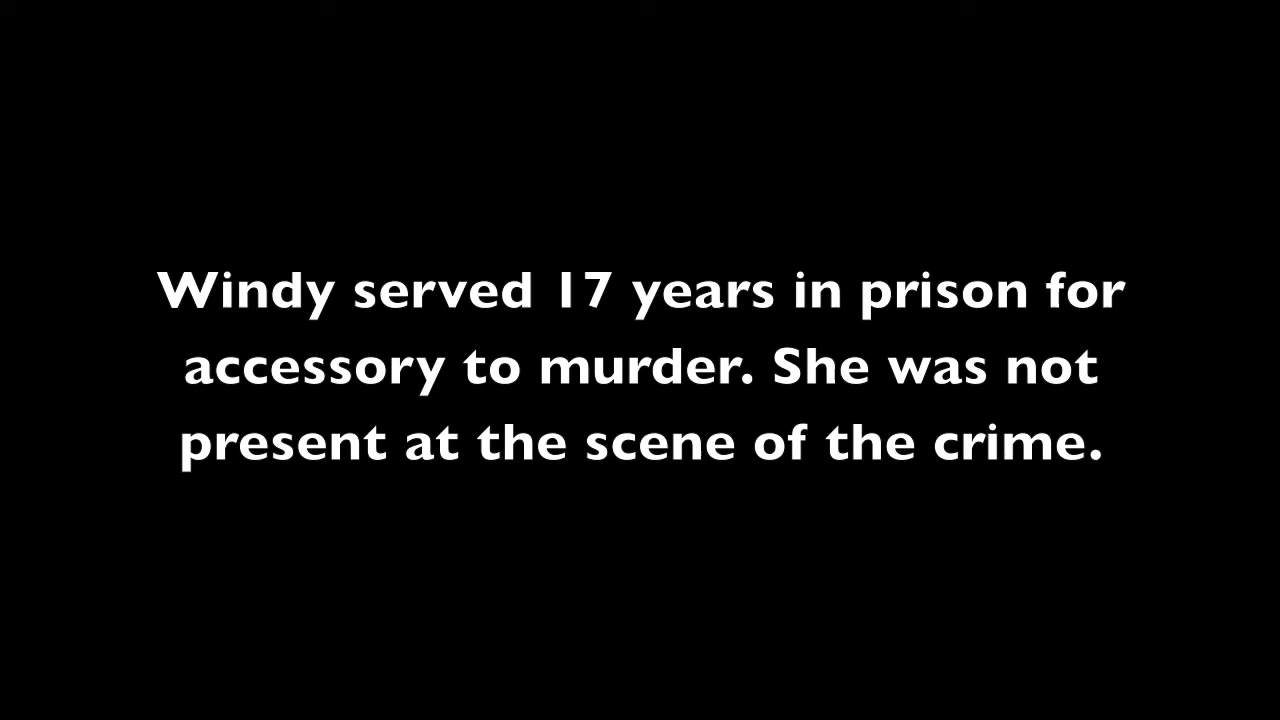 Windy served 17 years in prison for
accessory to murder. She was not
present at the scene of the crime.